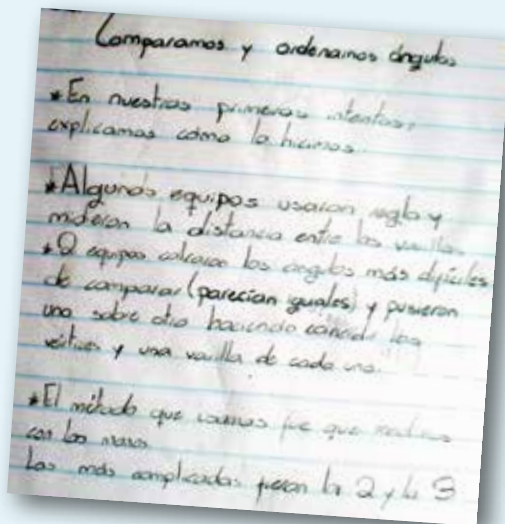 Comparamos y ordenamos ángulos
*En nuestros primeros intentos,
explicamos cómo lo hicimos.
*Algunos equipos usaron regla y
midieron la distancia entre las varillas.
*2 equipos calcaron los ángulos más difíciles
de comparar (parecían iguales) y pusieron
uno sobre otro haciendo coincidir los
vértices y una varilla de cada uno.
*El método que usamos fue que medimos
con las manos
Los más complicados fueron la 2 y la 3